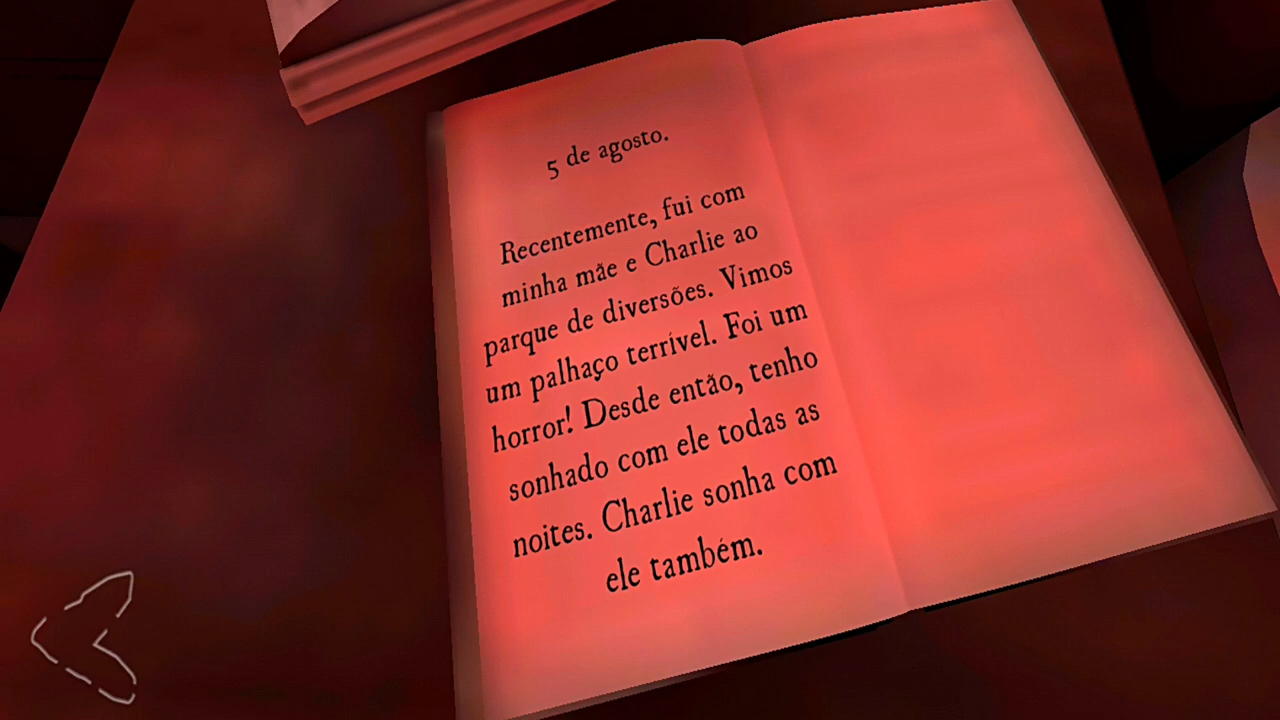 5 de agosto.
Recentemente, fui com
minha mãe e Charlie ao
parque de diversões. Vimos
um palhaço terrível. Foi um
horror! Desde então, tenho
sonhado com ele todas as
noites. Charlie sonha com
ele também.